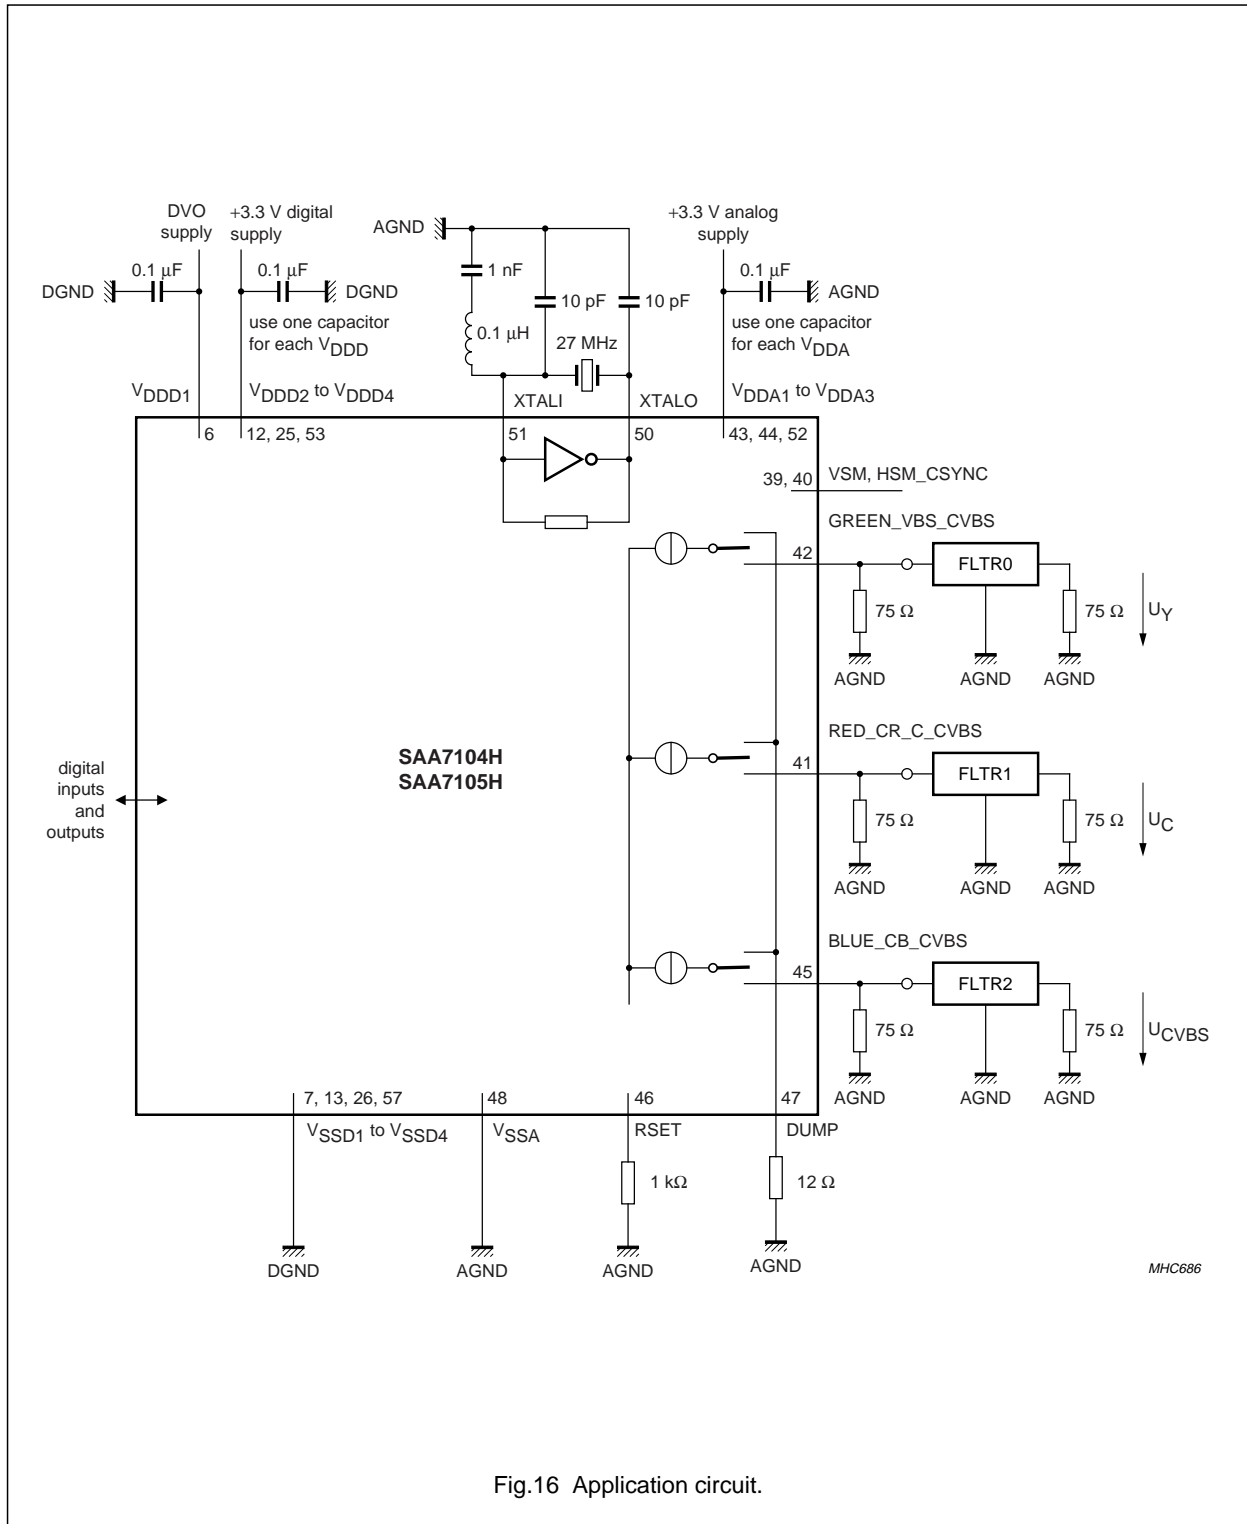 DVO
supply
+3.3 V digital
supply
AGND
+3.3 V analog
supply
0.1 μF
0.1 μF
1 nF
0.1 μF
DGND
DGND
10 pF
10 pF
AGND
use one capacitor
for each VDDD
0.1 μH
27 MHz
use one capacitor
for each VDDA
VDDD1
VDDD2 to VDDD4
XTALI
XTALO
VDDA1 to VDDA3
6
12, 25, 53
51
50
43, 44, 52
39, 40
VSM, HSM_CSYNC
GREEN_VBS_CVBS
42
FLTR0
75 Ω
75 Ω
UY
AGND
AGND
AGND
RED_CR_C_CVBS
SAA7104H
SAA7105H
41
FLTR1
digital
inputs
and
outputs
75 Ω
75 Ω
UC
AGND
AGND
AGND
BLUE_CB_CVBS
45
FLTR2
75 Ω
75 Ω
UCVBS
AGND
AGND
AGND
7, 13, 26, 57
48
46
47
VSSD1 to VSSD4
VSSA
RSET
DUMP
1 kΩ
12 Ω
DGND
AGND
AGND
AGND
MHC686
Fig.16 Application circuit.